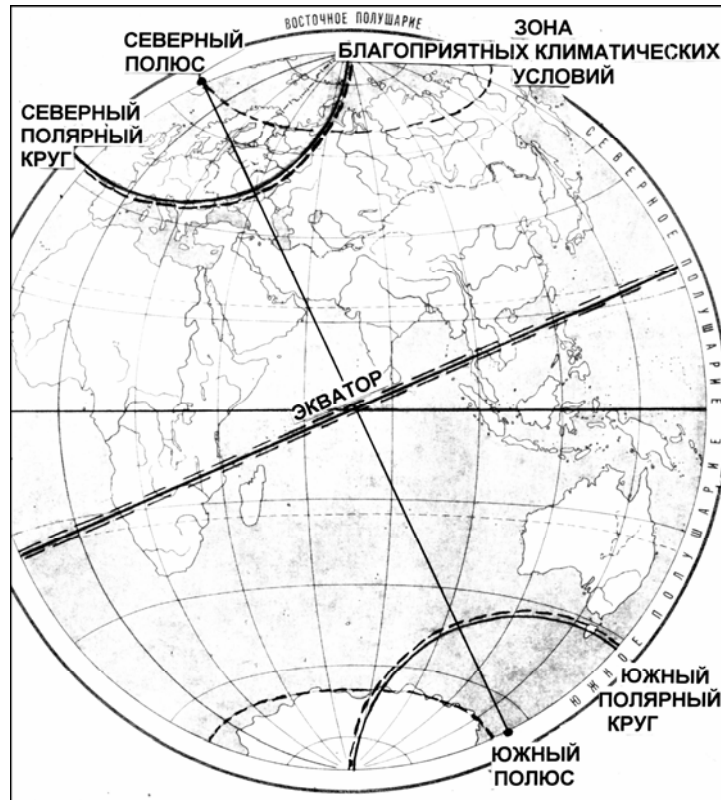 ВОСТОЧНОЕ ПОЛУШАРИЕ
СЕВЕРНЫЙ
ПОЛЮС
ЗОНА
БЛАГОПРИЯТНЫХ КЛИМАТИЧЕСКИХ
УСЛОВИЙ
СЕВЕРНЫЙ
ПОЛЯРНЫЙ
КРУГ
СЕВЕРНОЕ ПОЛУШАРИЕ
ЭКВАТОР
ЮЖНОЕ ПОЛУШАРИЕ
ЮЖНЫЙ
ПОЛЯРНЫЙ
КРУГ
ЮЖНЫЙ
ПОЛЮС